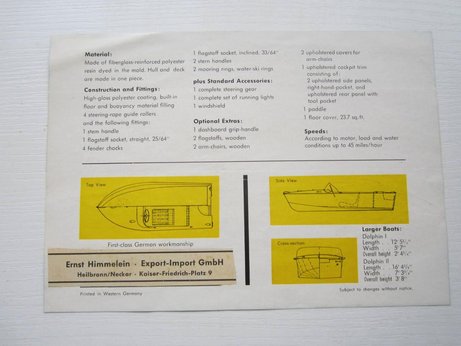 Material:
Made of fiberglass-reinforced polyester
resin dyed in the mold. Hull and deck
are made in one piece.
Construction and Fittings:
High-gloss polyester coating, built-in
floor and buoyancy material filling
4 steering-rope guide rollers
and the following fittings:
1 stem handle
1 flagstaff socket, straight, 25/64"
4 fender chocks
1 flagstaff socket, inclined, 33/64"
2 stern handles
2 mooring rings, water-ski rings
plus Standard Accessories:
1 complete steering gear
1 complete set of running lights
1 windshield
Optional Extras:
1 dashboard grip-handle
2 flagstaffs, wooden
2 arm-chairs, wooden
2 upholstered covers for
arm-chairs
1 upholstered cockpit trim
consisting of:
2 upholstered side panels,
right-hand-pocket, and
upholstered rear panel with
tool pocket
1 paddle
1 floor cover, 23.7 sq.ft.
Speeds:
According to motor, load and water
conditions up to 45 miles/hour
Top View
First-class German workmanship
Ernst Himmelein · Export-Import GmbH
Heilbronn/Neckar · Kaiser-Friedrich-Platz 9
Printed in Western Germany
Side View
Cross-section
Larger Boats:
Dolphin I
Length . . 12'
Width . . 5' 7"
Overall height 2'
Dolphin II
Length . . 16'
Width . . 7'
Overall height 3' 8"
Subject to changes without notice.